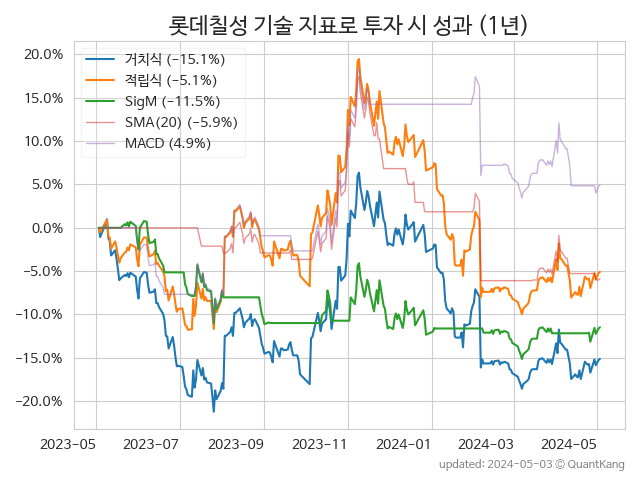 롯데칠성 기술 지표로 투자 시 성과 (1년)
20.0%
15.0%
10.0%
5.0%
0.0%
−5.0%
−10.0%
−15.0%
−20.0%
거치식 (−15.1%)
적립식 (−5.1%)
SigM (−11.5%)
SMA(20) (−5.9%)
MACD (4.9%)
2023-05 2023-07 2023-09 2023-11 2024-01 2024-03 2024-05
updated: 2024-05-03 © QuantKang